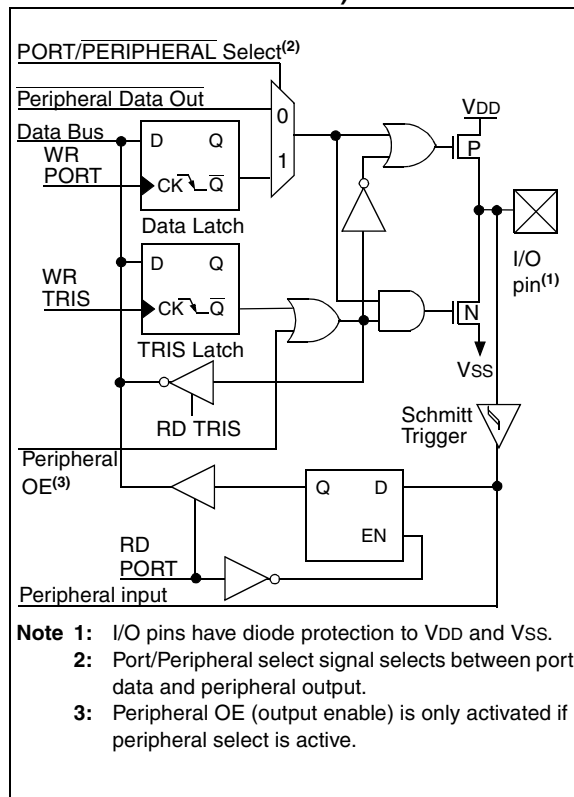 PORT/PERIPHERAL Select(2)
Peripheral Data Out
0
1
Data Bus
WR
PORT
D Q
CK Q
Data Latch
VDD
P
I/O
pin(1)
WR
TRIS
D Q
CK Q
TRIS Latch
N
VSS
RD TRIS
Schmitt
Trigger
Peripheral
OE(3)
Q D
EN
RD
PORT
Peripheral input
Note 1: I/O pins have diode protection to VDD and VSS.
2: Port/Peripheral select signal selects between port
data and peripheral output.
3: Peripheral OE (output enable) is only activated if
peripheral select is active.